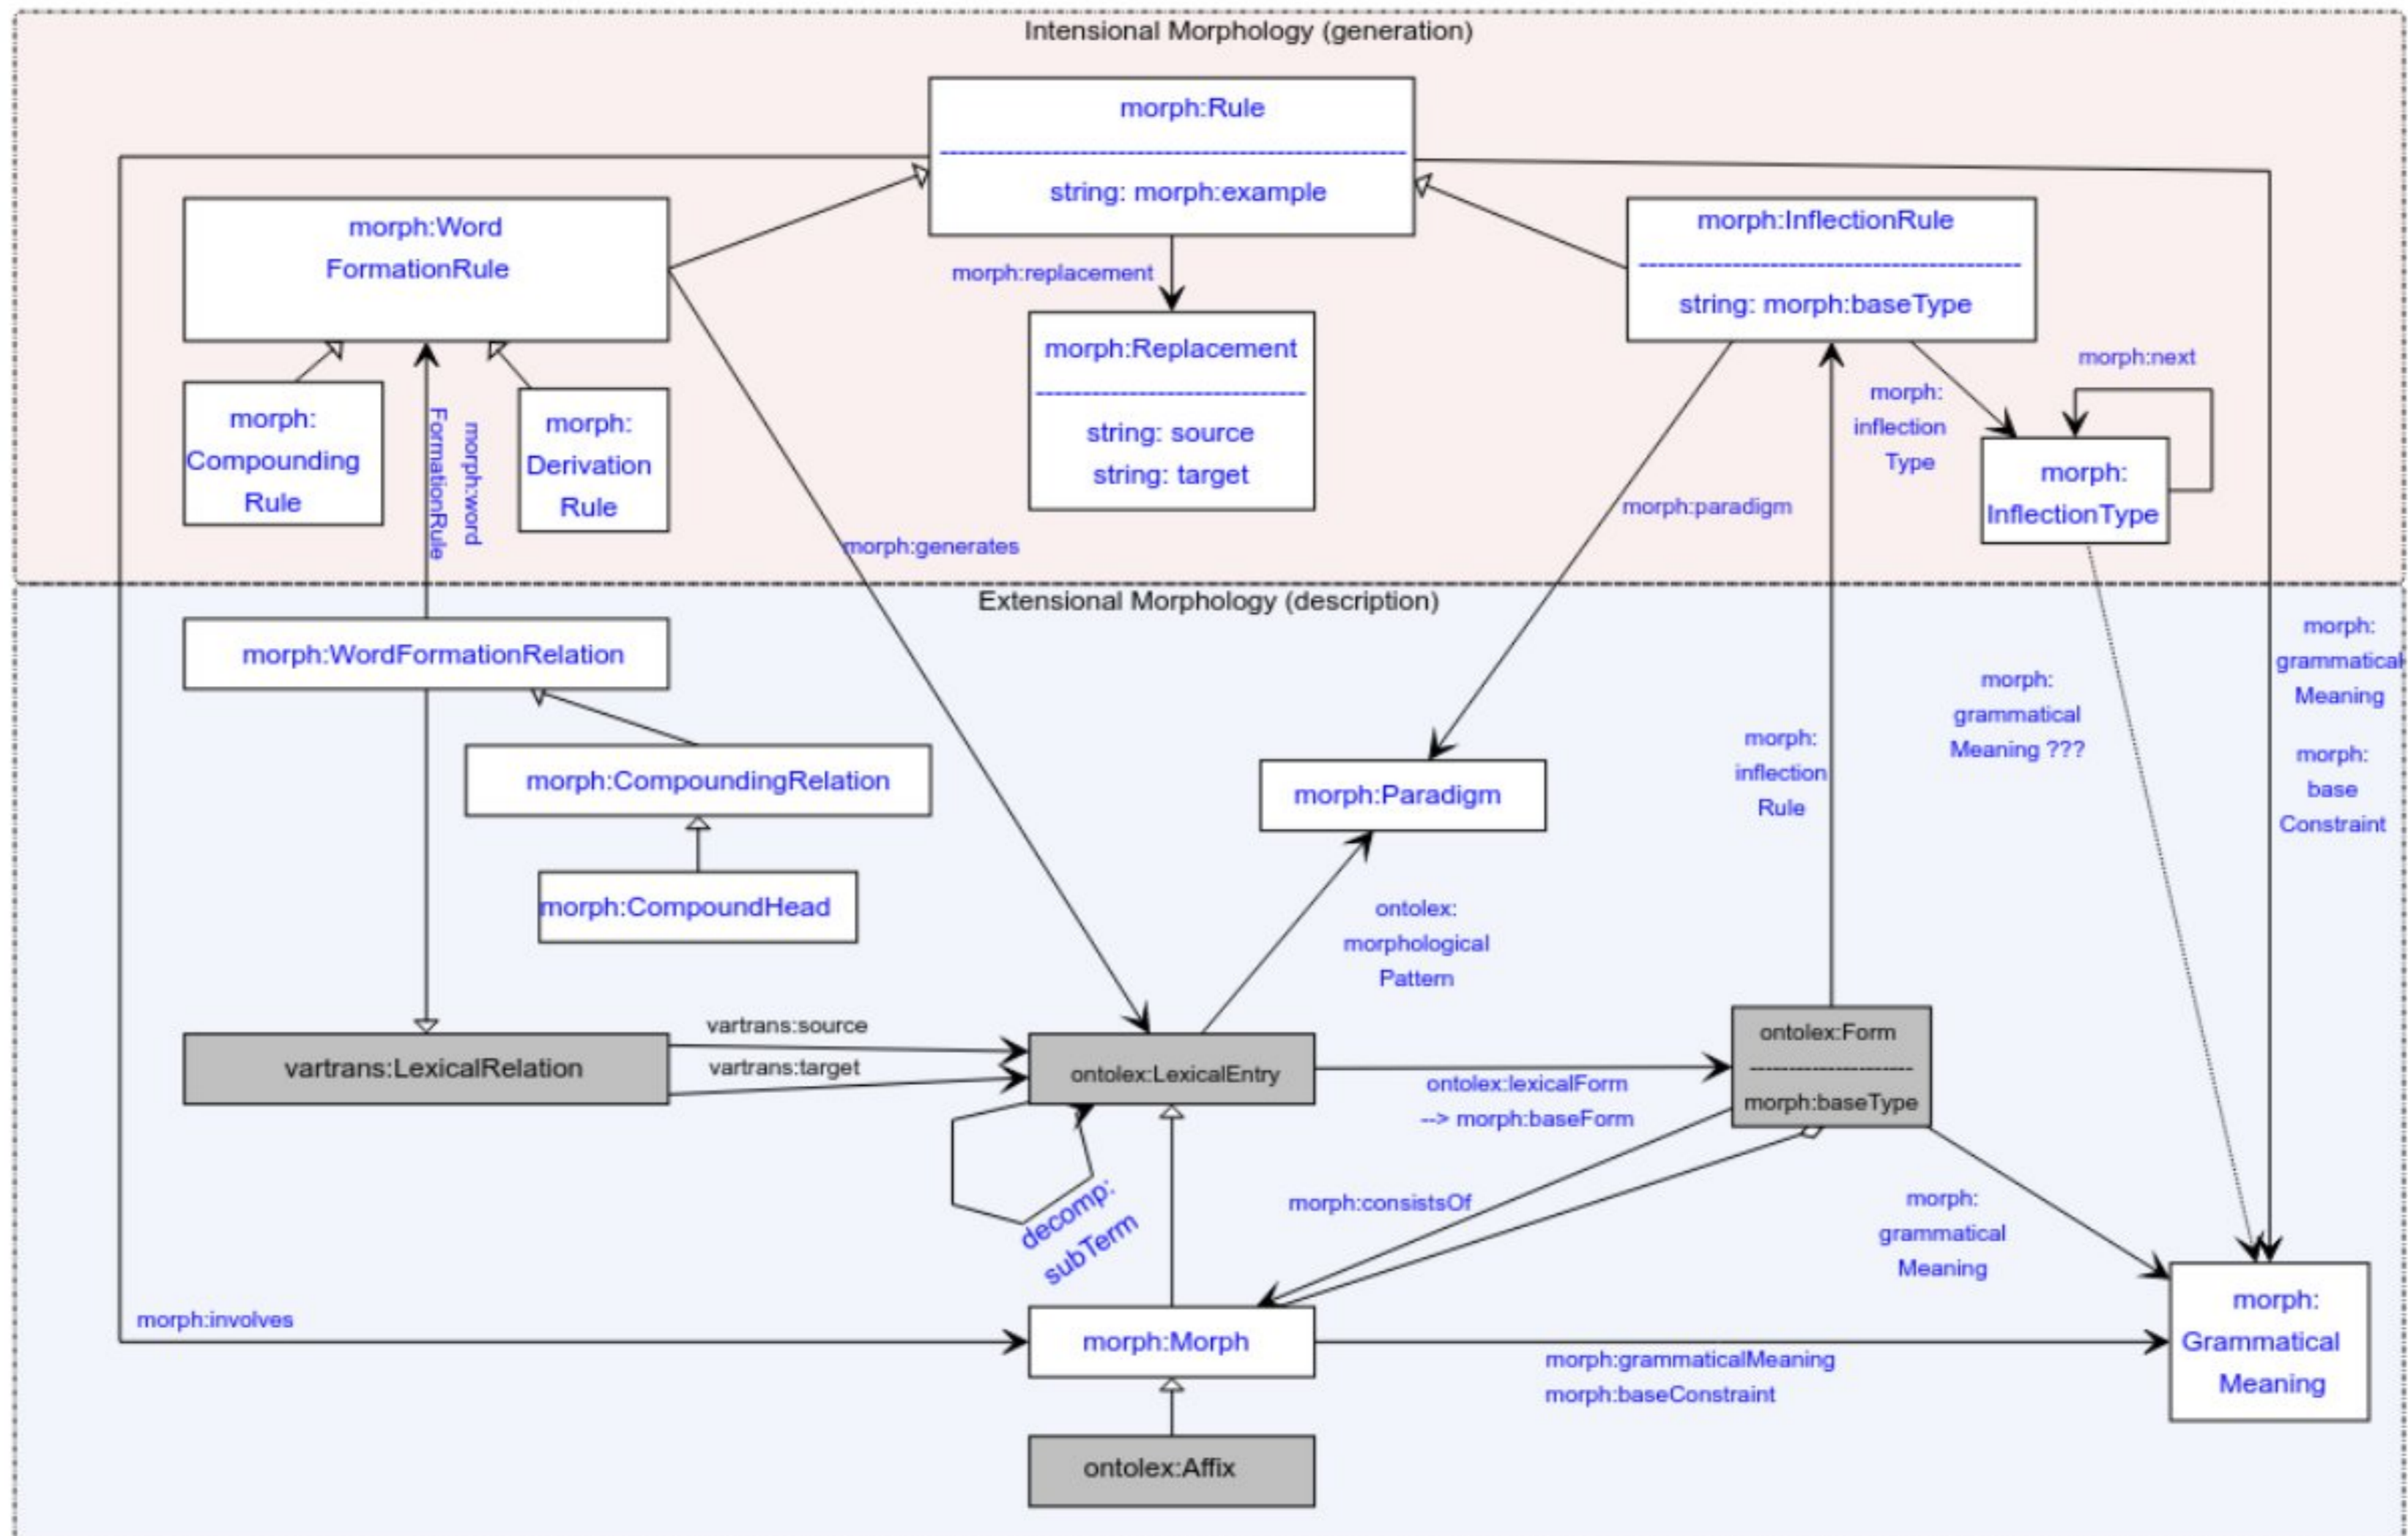 Intensional Morphology (generation)
morph:Rule
string: morph:example
morph:Word
FormationRule
morph:InflectionRule
string: morph:baseType
morph:replacement
morph:Replacement
string: source
string: target
morph:
Compounding
Rule
morph:word
FormationRule
morph:
Derivation
Rule
morph:generates
morph:paradigm
morph:
inflection
Type
morph:next
morph:
InflectionType
Extensional Morphology (description)
morph:WordFormationRelation
morph:CompoundingRelation
morph:CompoundHead
morph:Paradigm
morph:
inflection
Rule
morph:
grammatical
Meaning ???
morph:
grammatical
Meaning
morph:
base
Constraint
ontolex:
morphological
Pattern
vartrans:LexicalRelation
vartrans:source
vartrans:target
ontolex:LexicalEntry
ontolex:lexicalForm
--> morph:baseForm
ontolex:Form
morph:baseType
decomp:
subTerm
morph:consistsOf
morph:
grammatical
Meaning
morph:involves
morph:Morph
morph:grammaticalMeaning
morph:baseConstraint
morph:
Grammatical
Meaning
ontolex:Affix